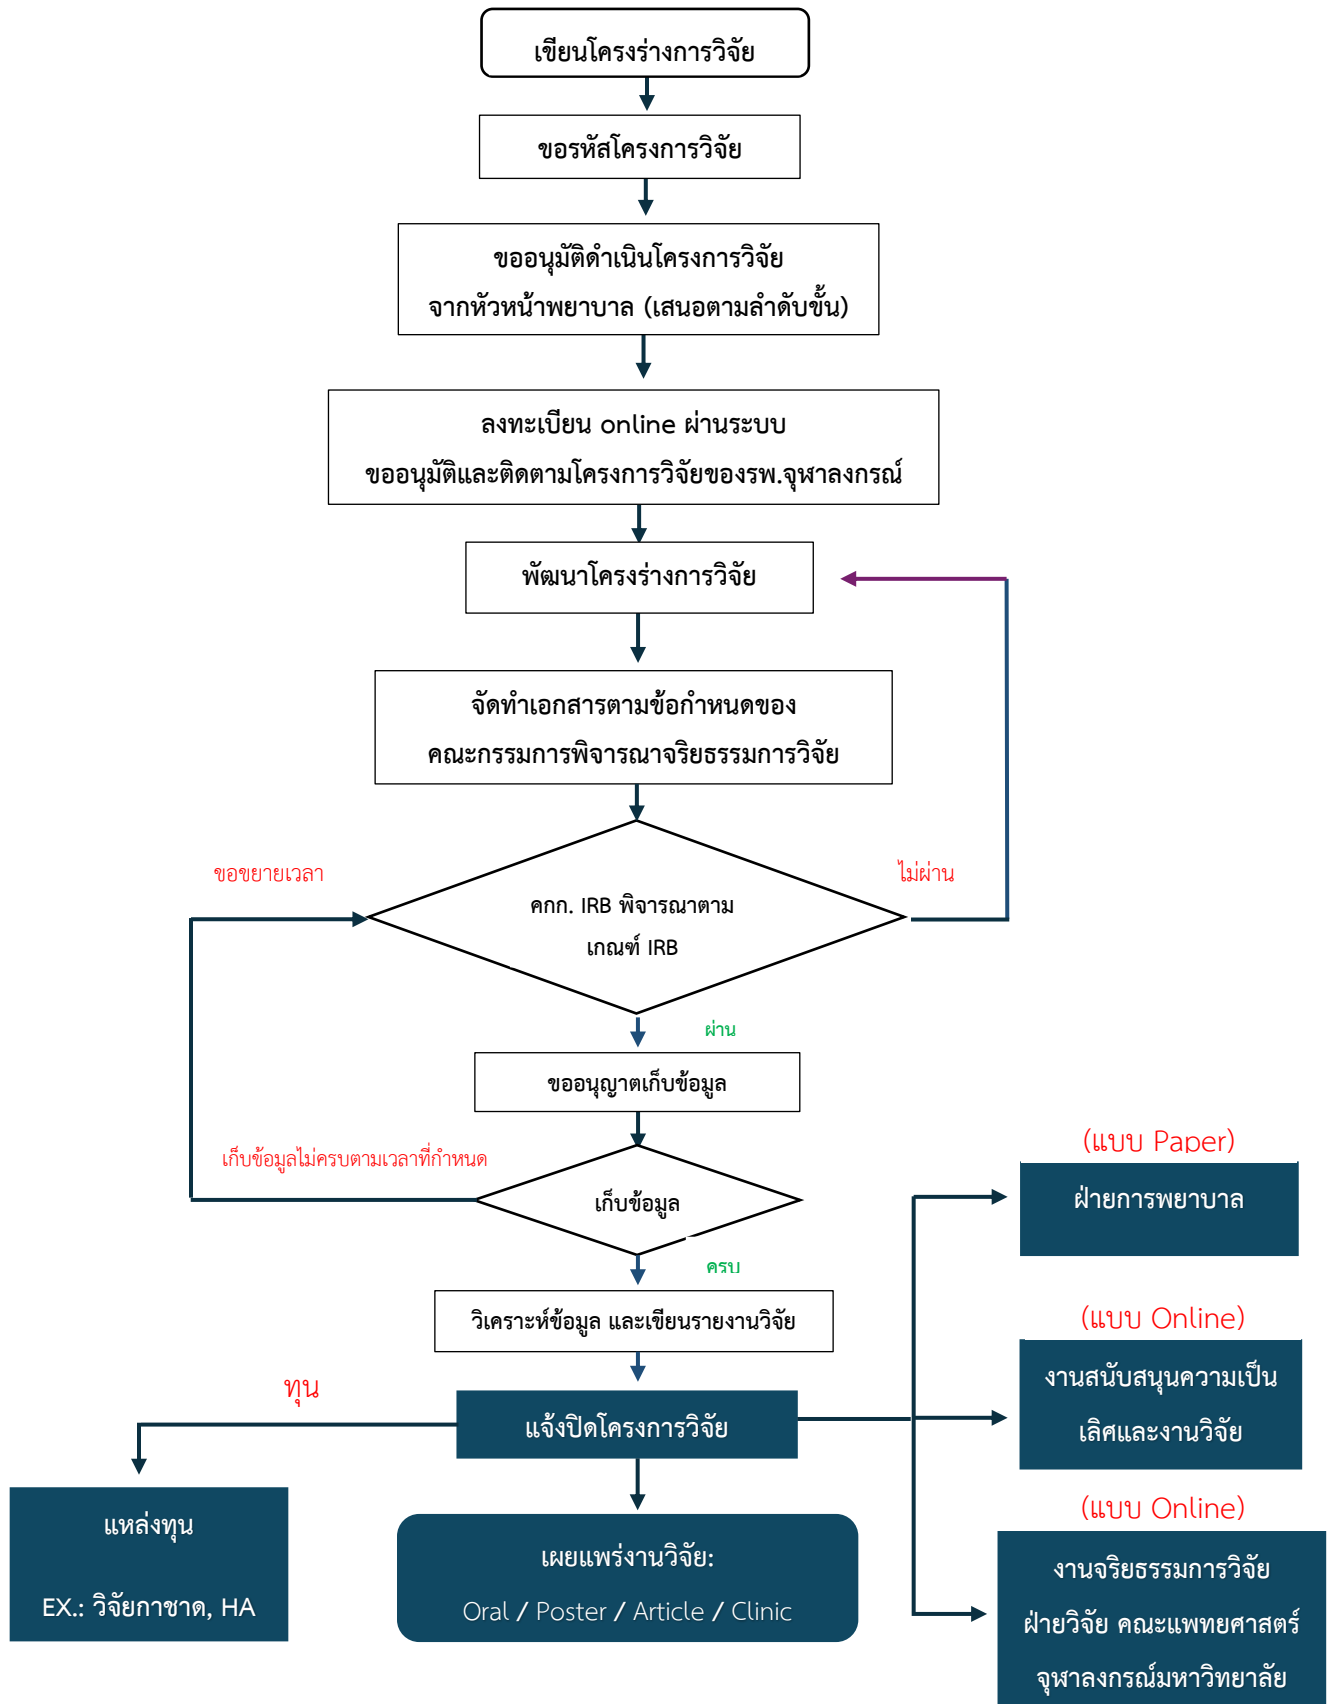 เขียนโครงร่างการวิจัย
ขอรหัสโครงการวิจัย
ขออนุมัติดำเนินโครงการวิจัย
จากหัวหน้าพยาบาล (เสนอตามลำดับขั้น)
ลงทะเบียน online ผ่านระบบ
ขออนุมัติและติดตามโครงการวิจัยของรพ.จุฬาลงกรณ์
พัฒนาโครงร่างการวิจัย
จัดทำเอกสารตามข้อกำหนดของ
คณะกรรมการพิจารณาจริยธรรมการวิจัย
ขอขยายเวลา
ไม่ผ่าน
คกก. IRB พิจารณาตาม
เกณฑ์ IRB
ผ่าน
ขออนุญาตเก็บข้อมูล
เก็บข้อมูลไม่ครบตามเวลาที่กำหนด
เก็บข้อมูล
ครบ
วิเคราะห์ข้อมูล และเขียนรายงานวิจัย
ทุน
แจ้งปิดโครงการวิจัย
(แบบ Paper)
ฝ่ายการพยาบาล
(แบบ Online)
งานสนับสนุนความเป็น
เลิศและงานวิจัย
(แบบ Online)
งานจริยธรรมการวิจัย
ฝ่ายวิจัย คณะแพทยศาสตร์
จุฬาลงกรณ์มหาวิทยาลัย
แหล่งทุน
EX.: วิจัยกาชาด, HA
เผยแพร่งานวิจัย:
Oral / Poster / Article / Clinic